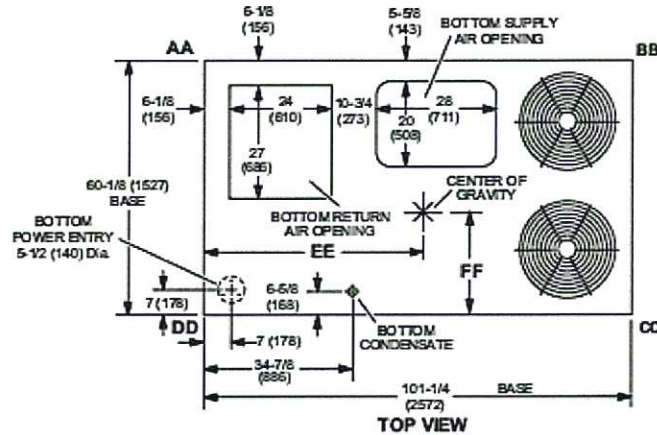 6-1/8
(156)
5-5/8
(143)
BOTTOM SUPPLY
AIR OPENING
AA
BB
6-1/8
(156)
24
(610)
10-3/4
(273)
20
(508)
28
(711)
27
(686)
60-1/8 (1527)
BASE
CENTER OF
GRAVITY
BOTTOM
POWER ENTRY
5-1/2 (140) Dia.
BOTTOM RETURN
AIR OPENING
EE
FF
7 (178)
6-5/8
(168)
DD
CC
7 (178)
BOTTOM
CONDENSATE
34-7/8
(886)
101-1/4
(2572)
BASE
TOP VIEW